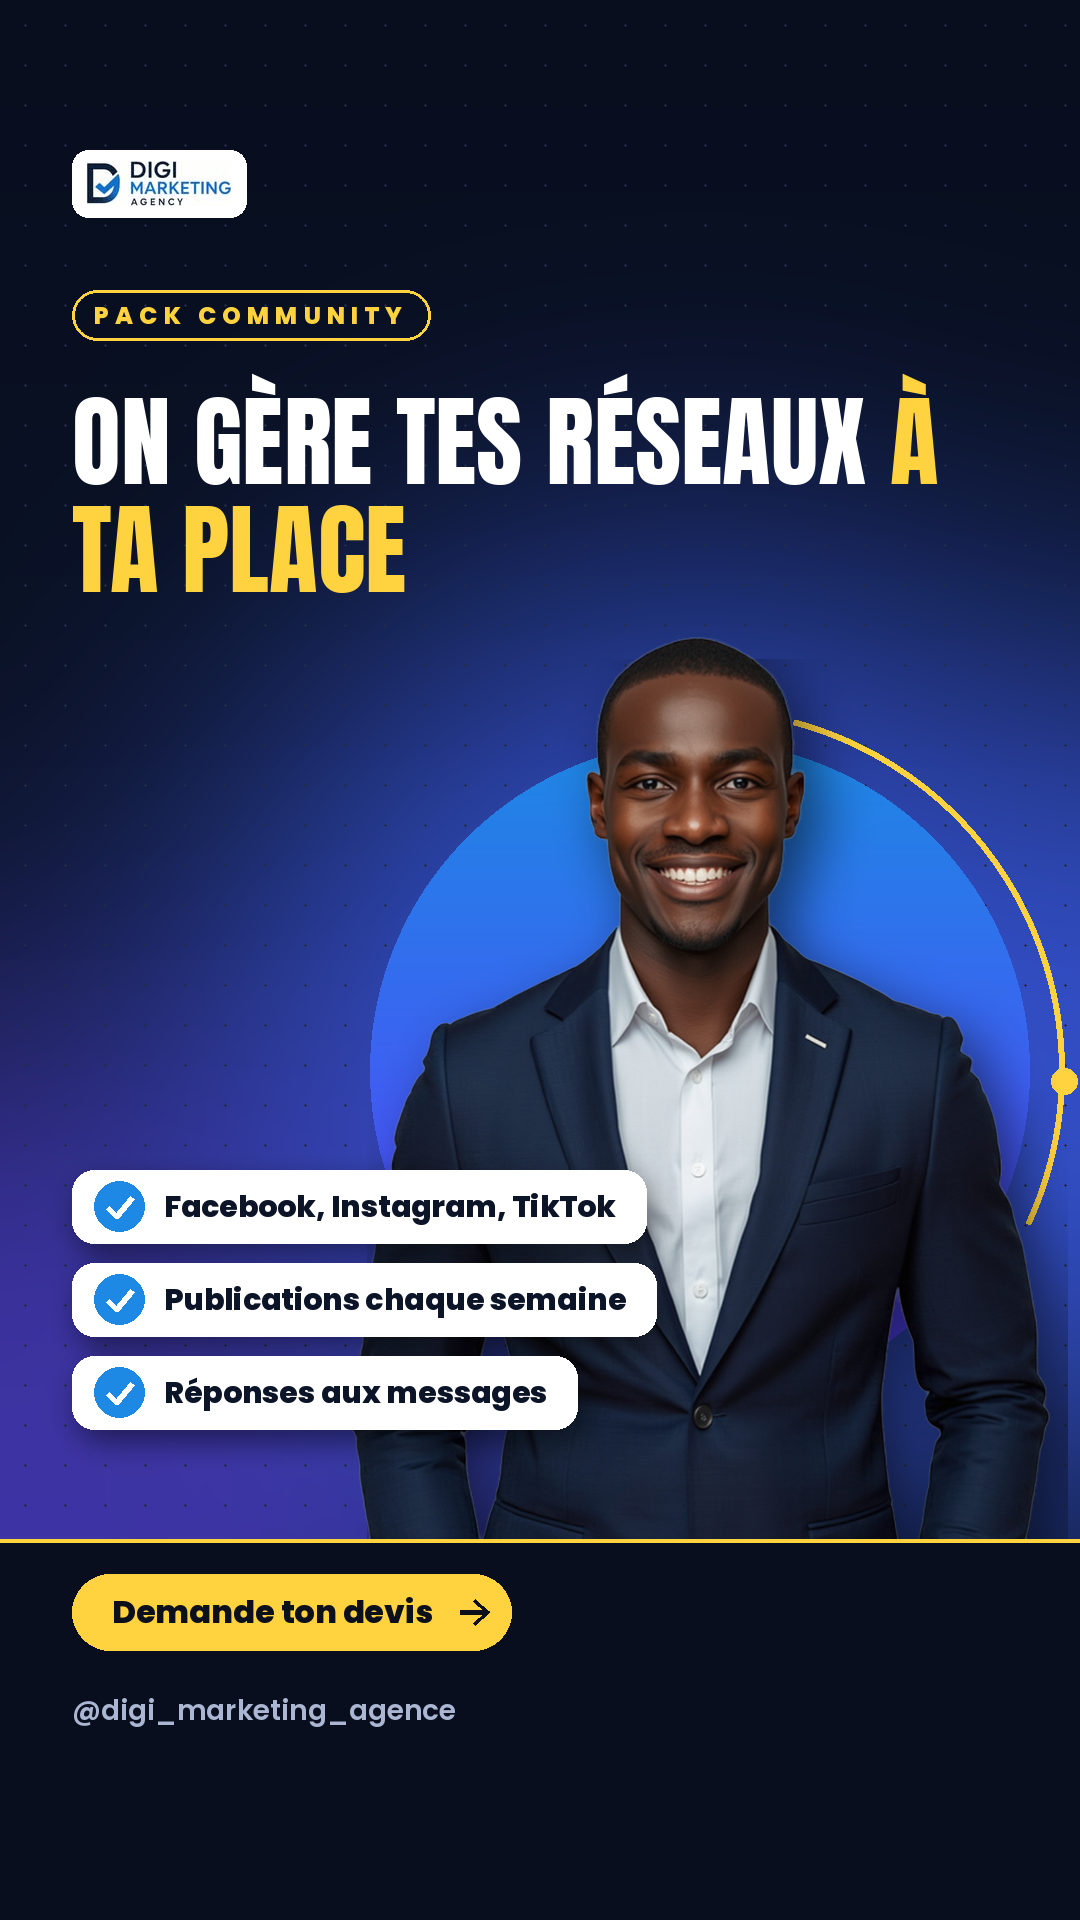 DIGI
MARKETING
AGENCY
PACK COMMUNITY
ON GÈRE TES RÉSEAUX À
TA PLACE
Facebook, Instagram, TikTok
Publications chaque semaine
Réponses aux messages
Demande ton devis →
@digi_marketing_agence